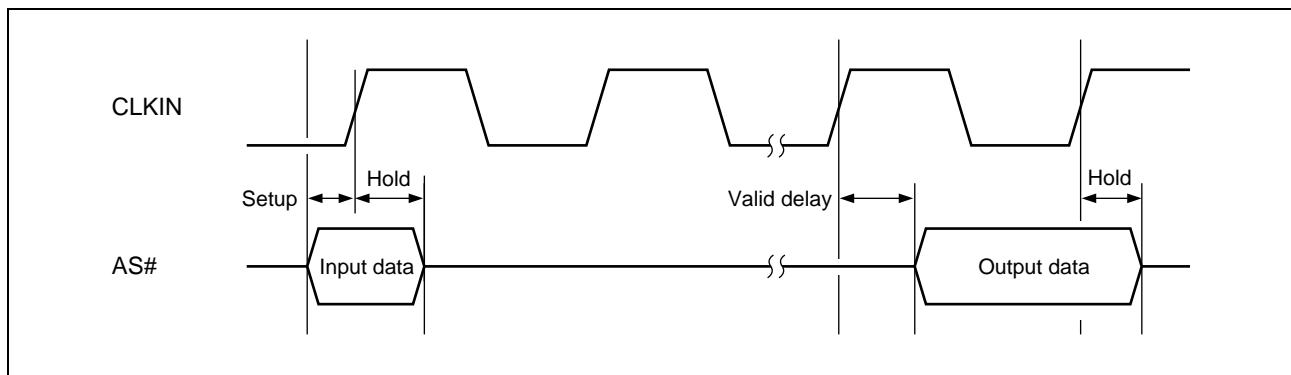 CLKIN
Setup
Hold
Valid delay
Hold
AS#
Input data
Output data